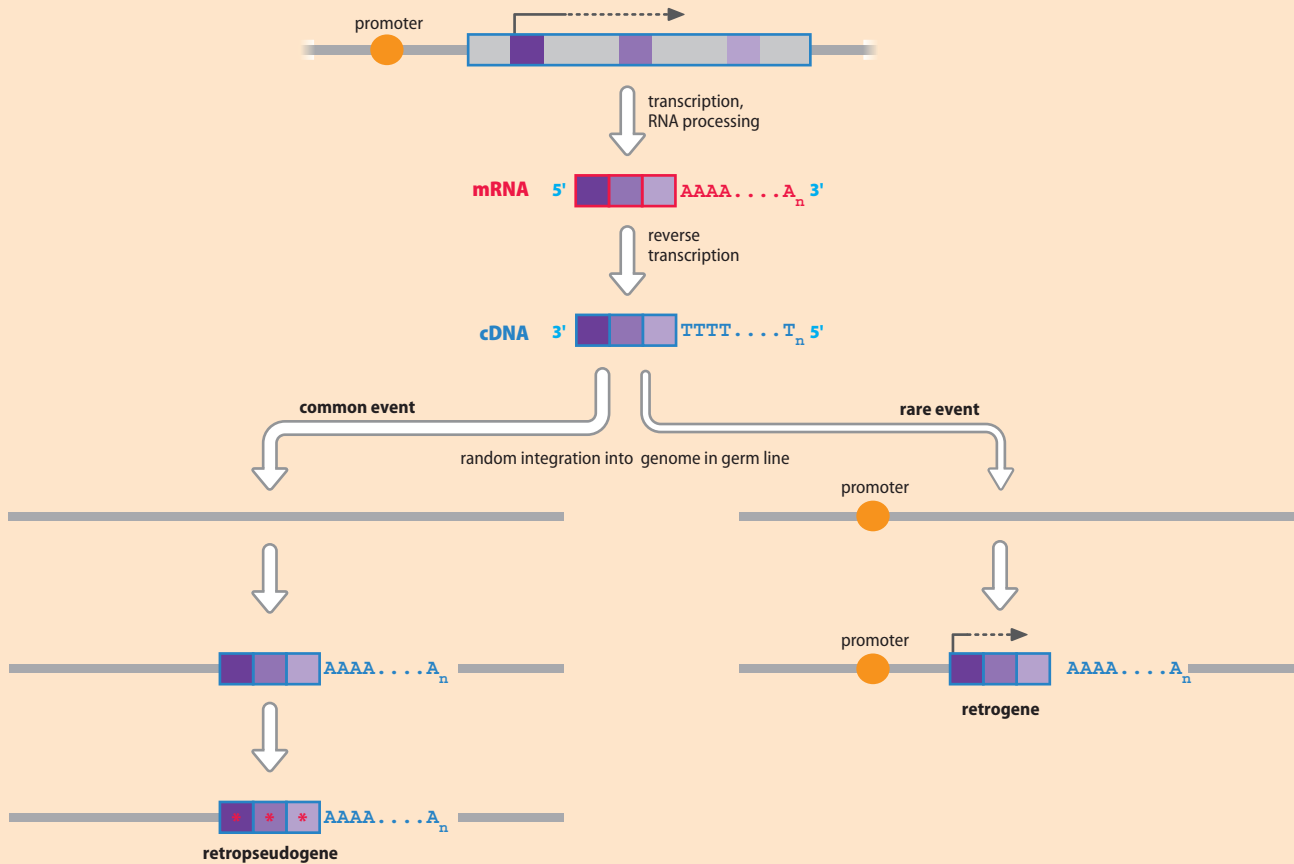 promoter
transcription,
RNA processing
mRNA 5' AAAA....An 3'
reverse
transcription
cDNA 3' TTTT....Tn 5'
common event
rare event
random integration into genome in germ line
promoter
promoter
AAAA....An
AAAA....An
retrogene
* * * AAAA....An
retropseudogene